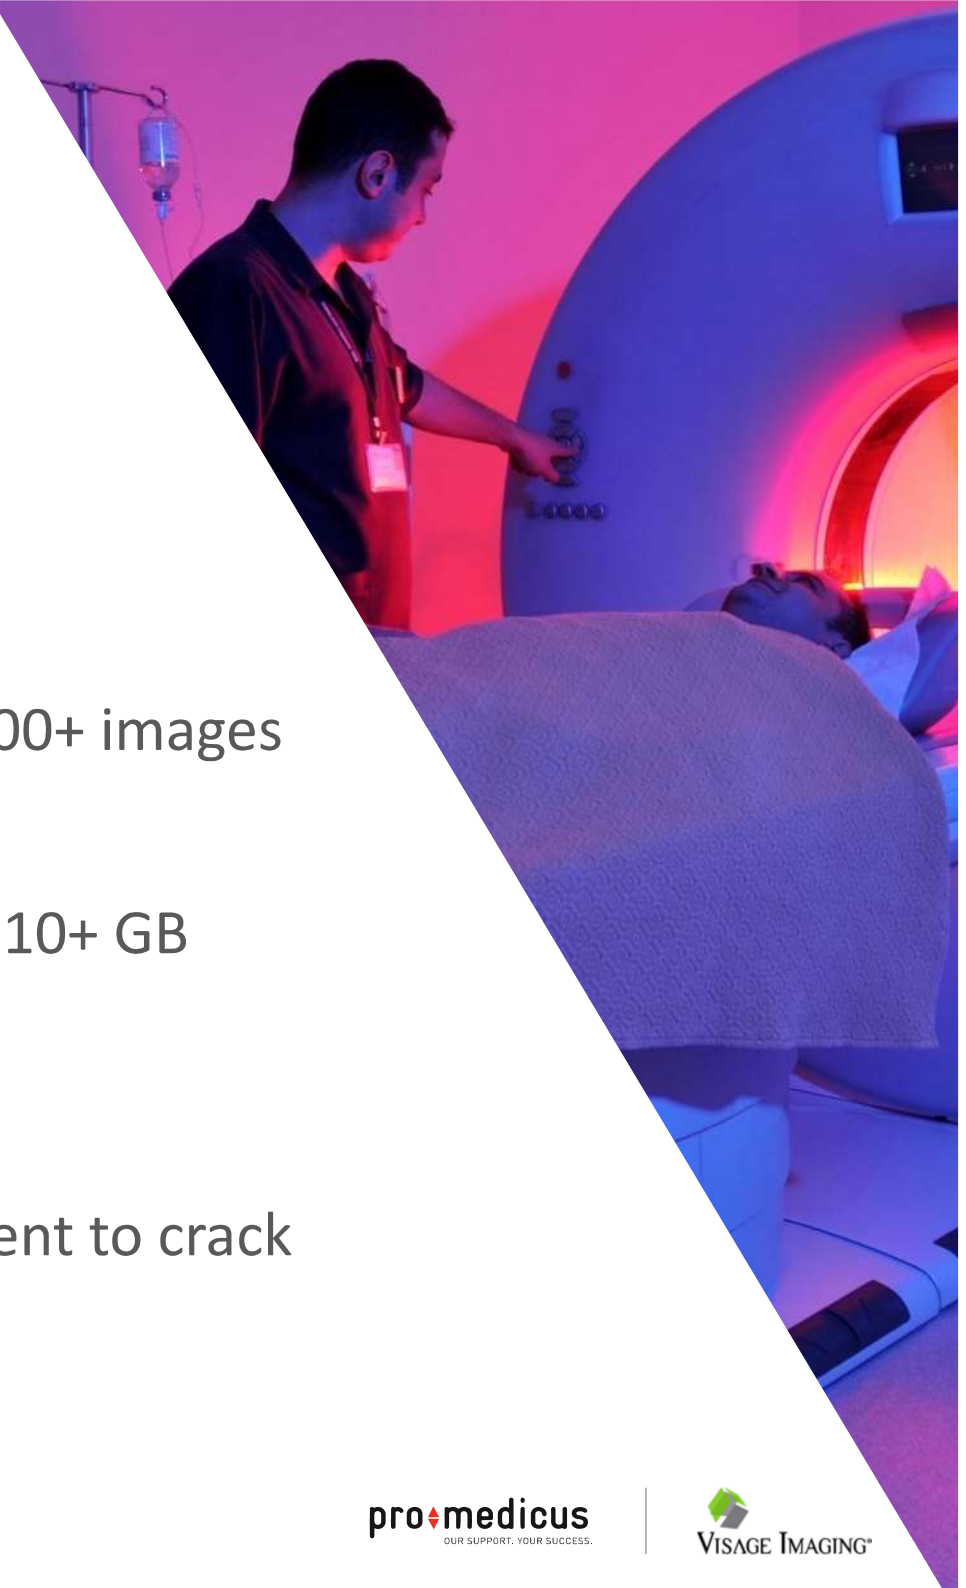 00+ images
10+ GB
ent to crack
pro medicus
OUR SUPPORT. YOUR SUCCESS.
VISAGE IMAGING®